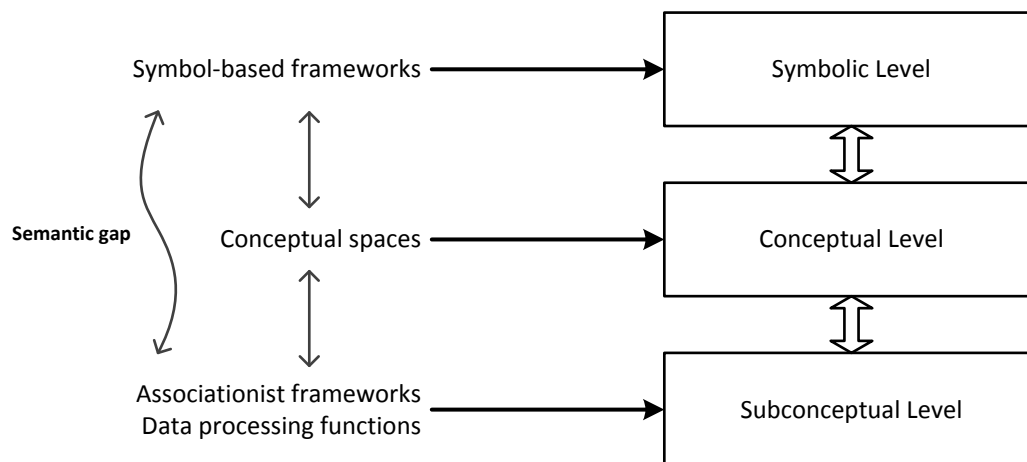 Symbol-based frameworks
Symbolic Level
Semantic gap
Conceptual spaces
Conceptual Level
Associationist frameworks
Data processing functions
Subconceptual Level